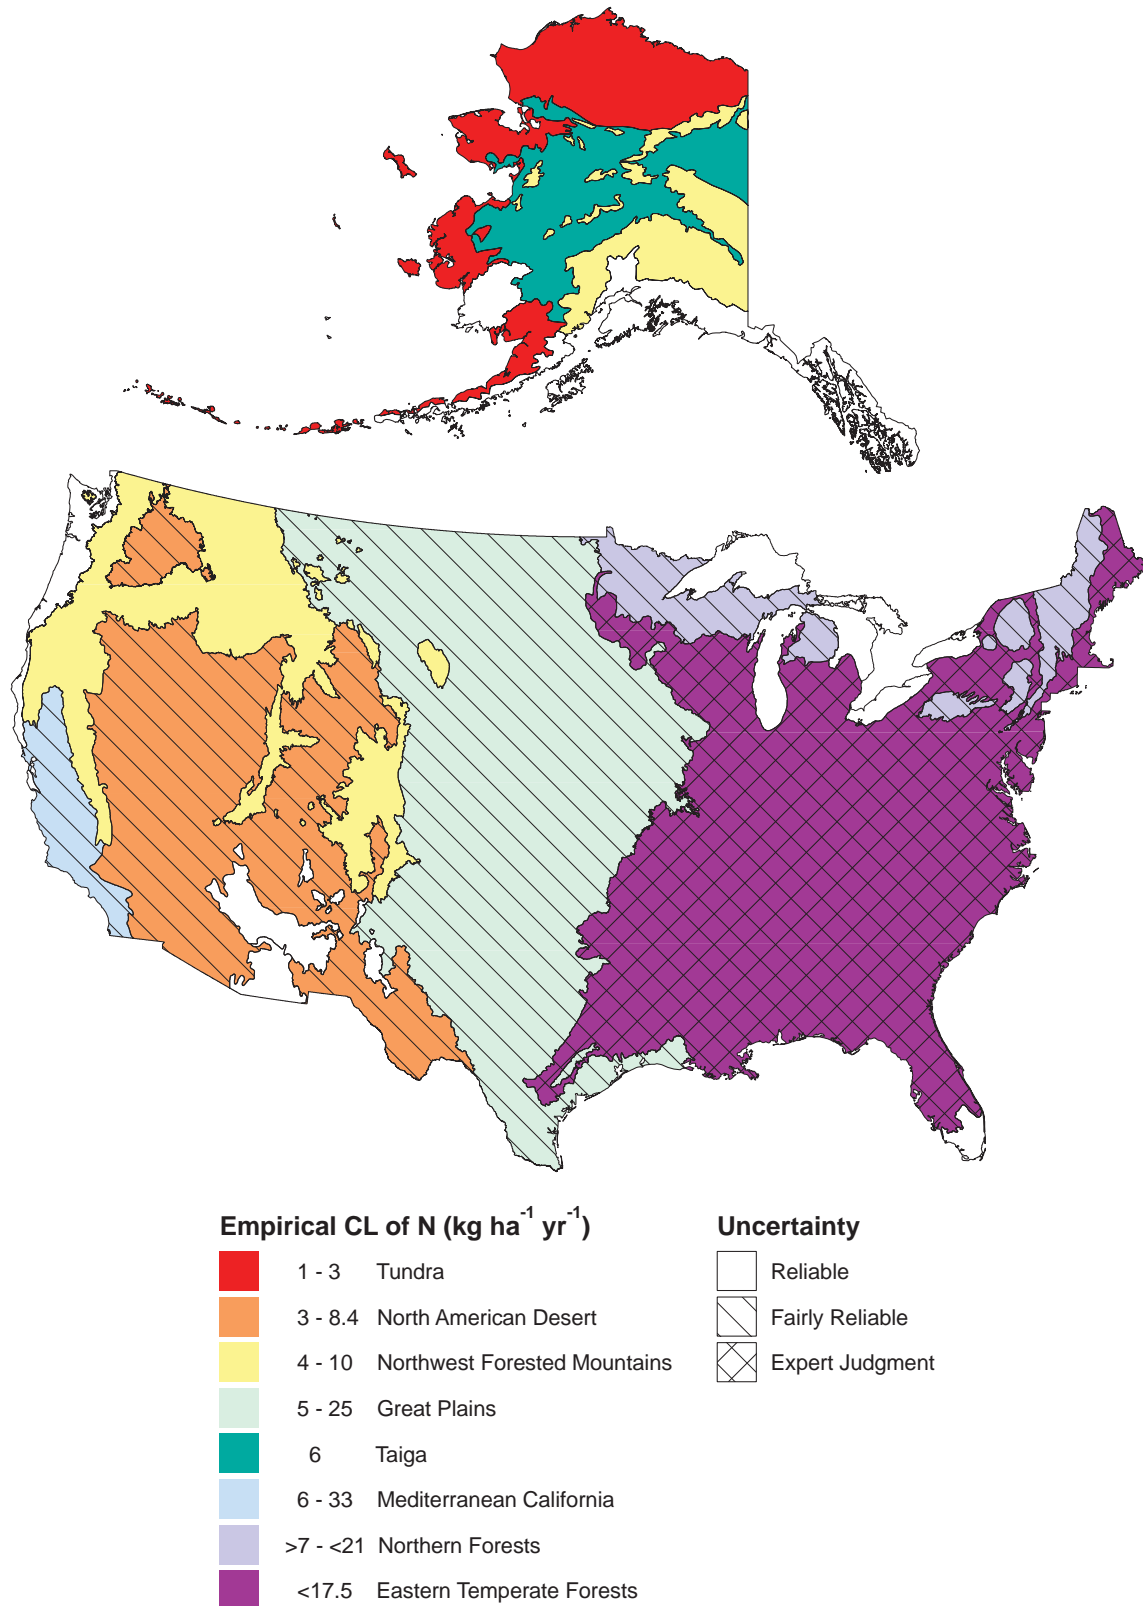 Empirical CL of N (kg ha⁻¹ yr⁻¹)
1 - 3 Tundra
3 - 8.4 North American Desert
4 - 10 Northwest Forested Mountains
5 - 25 Great Plains
6 Taiga
6 - 33 Mediterranean California
>7 - <21 Northern Forests
<17.5 Eastern Temperate Forests
Uncertainty
Reliable
Fairly Reliable
Expert Judgment